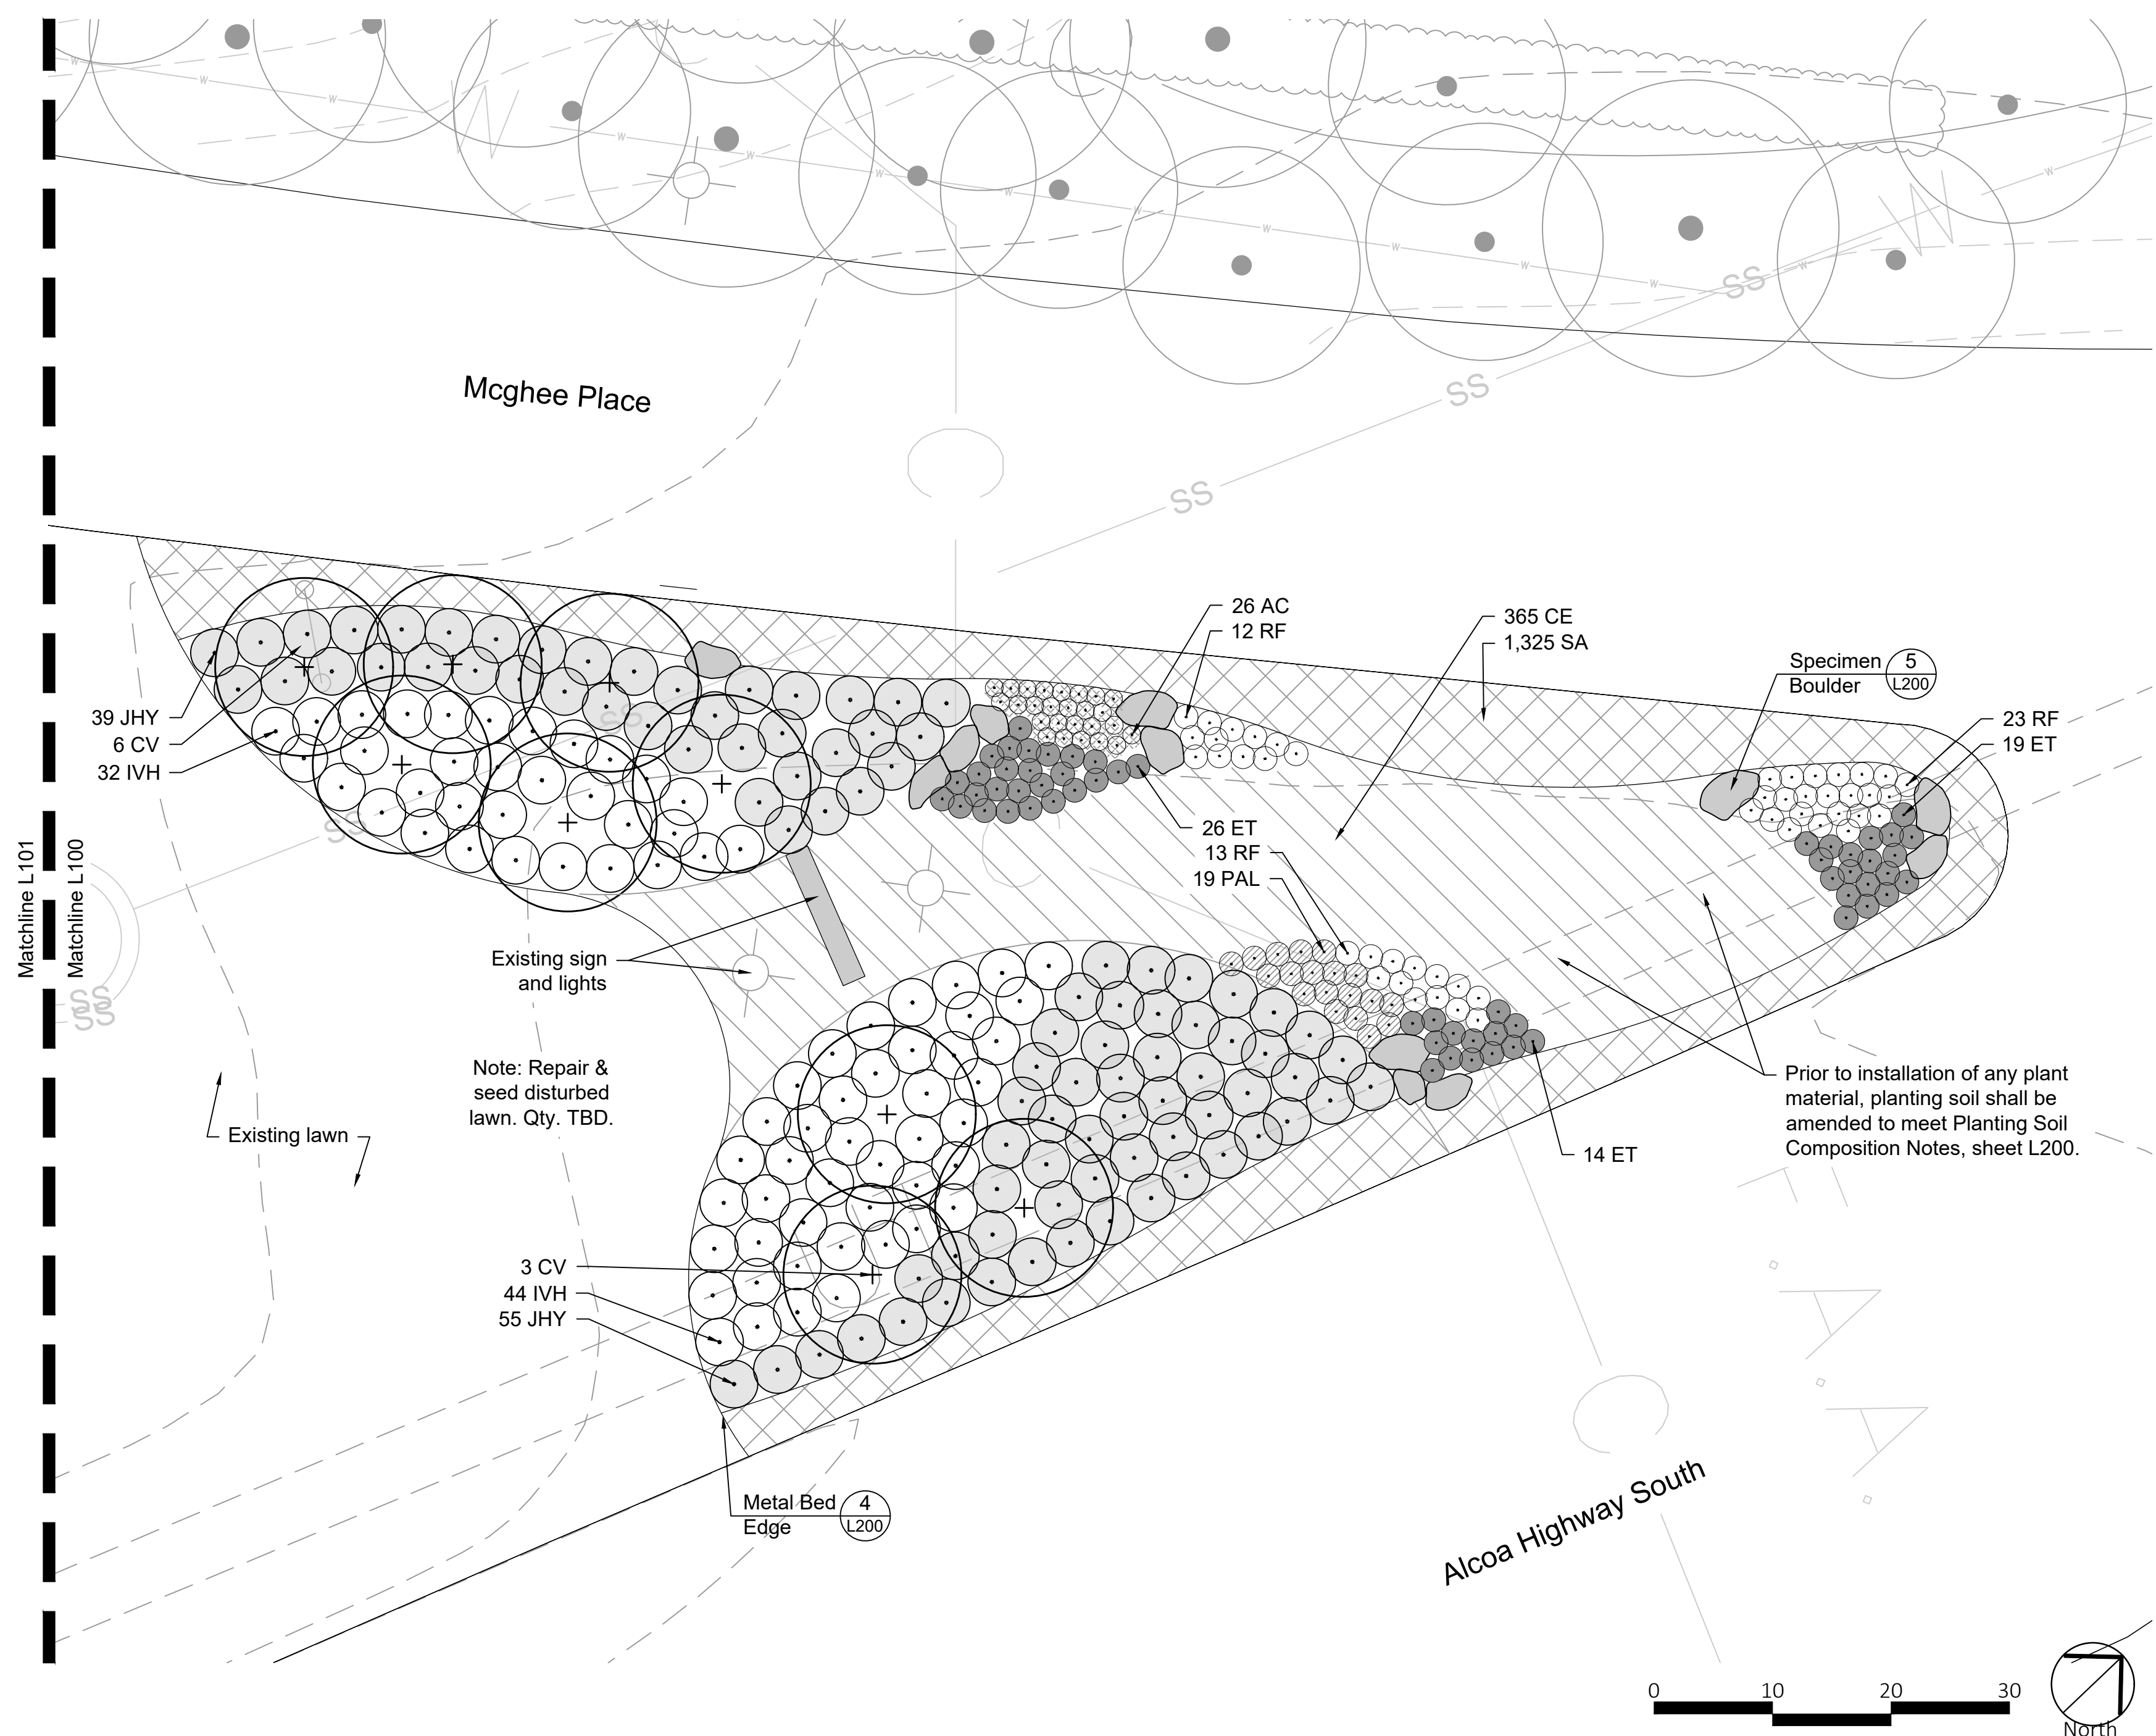 W W W W W W W W W W W W W W W
W
W
SS
SS
SS
Mcghee Place
26 AC
12 RF
365 CE
1,325 SA
Specimen
Boulder
5
L200
23 RF
19 ET
39 JHY
6 CV
32 IVH
SS
SS
26 ET
13 RF
19 PAL
Matchline L101
Matchline L100
Existing sign
and lights
SS
SS
Note: Repair &
seed disturbed
lawn. Qty. TBD.
Existing lawn
Prior to installation of any plant
material, planting soil shall be
amended to meet Planting Soil
Composition Notes, sheet L200.
14 ET
3 CV
44 IVH
55 JHY
Metal Bed
Edge
4
L200
Alcoa Highway South
0 10 20 30
North